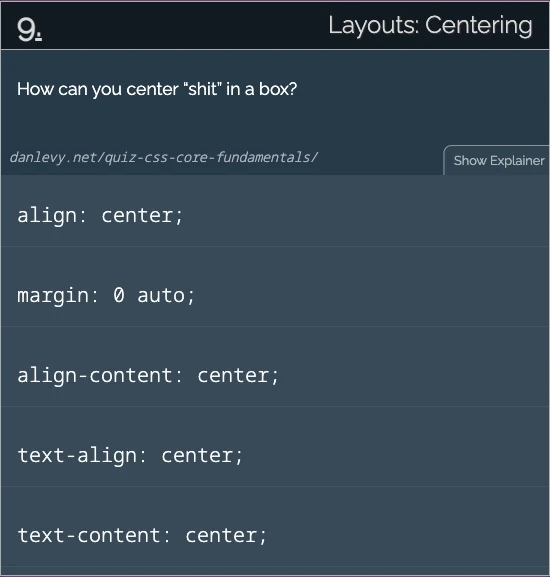 9.
Layouts: Centering
How can you center “shit” in a box?
danlevy.net/quiz-css-core-fundamentals/
Show Explainer
align: center;
margin: 0 auto;
align-content: center;
text-align: center;
text-content: center;